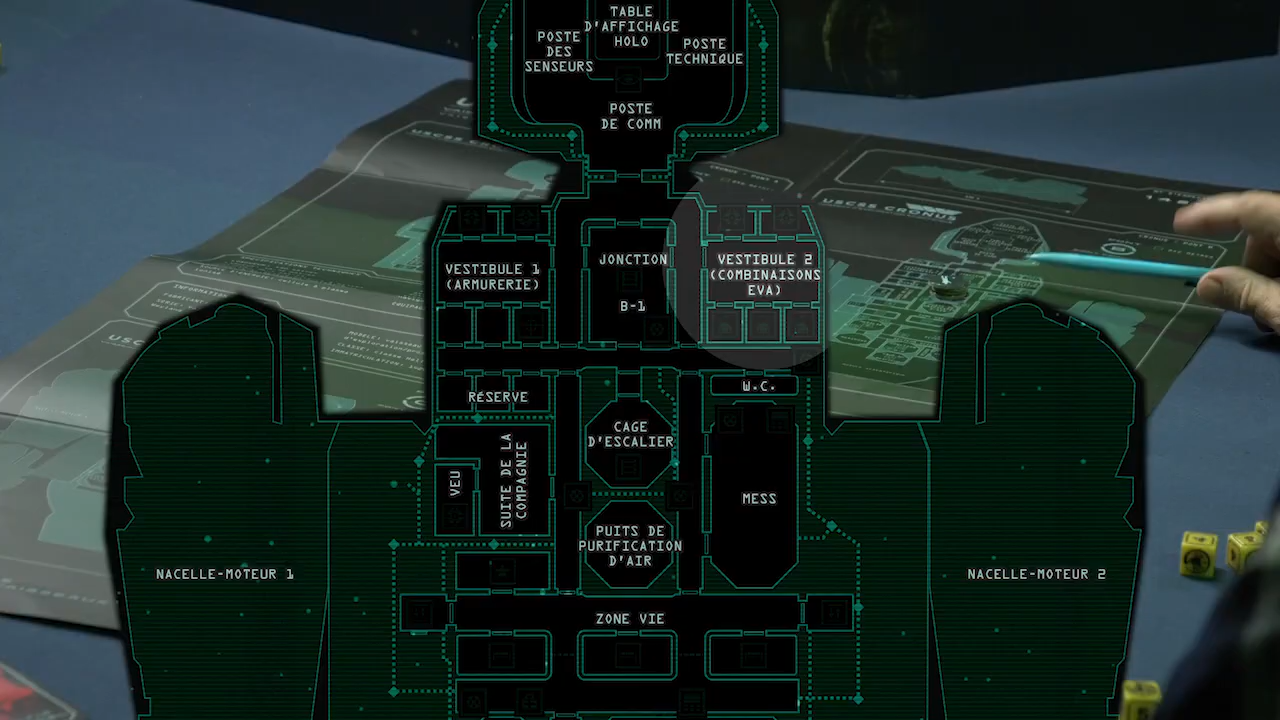 TABLE
D'AFFICHAGE
HOLO
POSTE
DES
SENSEURS
POSTE
TECHNIQUE
POSTE
DE COMM
VESTIBULE 1
(ARMURERIE)
JONCTION
B-1
VESTIBULE 2
(COMBINAISONS
EVA)
USCSS CRONUS
RÉSERVE
W.C.
CAGE
D'ESCALIER
VEU
SUITE DE LA
COMPAGNIE
MESS
PUITS DE
PURIFICATION
D'AIR
NACELLE-MOTEUR 1
NACELLE-MOTEUR 2
ZONE VIE